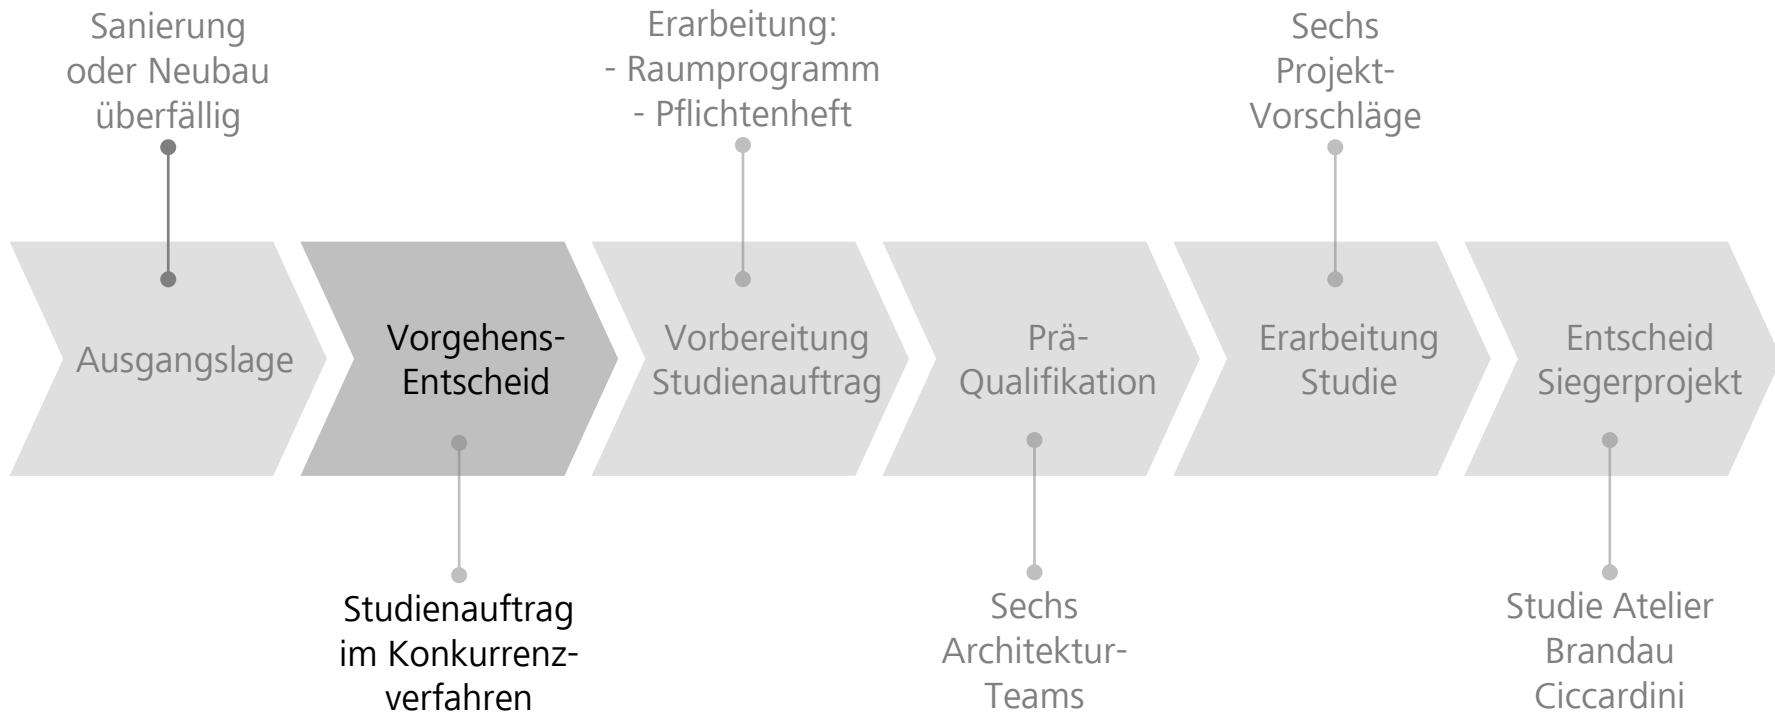 Sanierung
oder Neubau
überfällig
Erarbeitung:
- Raumprogramm
- Pflichtenheft
Sechs
Projekt-
Vorschläge
Ausgangslage
Vorgehens-
Entscheid
Vorbereitung
Studienauftrag
Prä-
Qualifikation
Erarbeitung
Studie
Entscheid
Siegerprojekt
Studienauftrag
im Konkurrenz-
verfahren
Sechs
Architektur-
Teams
Studie Atelier
Brandau
Ciccardini